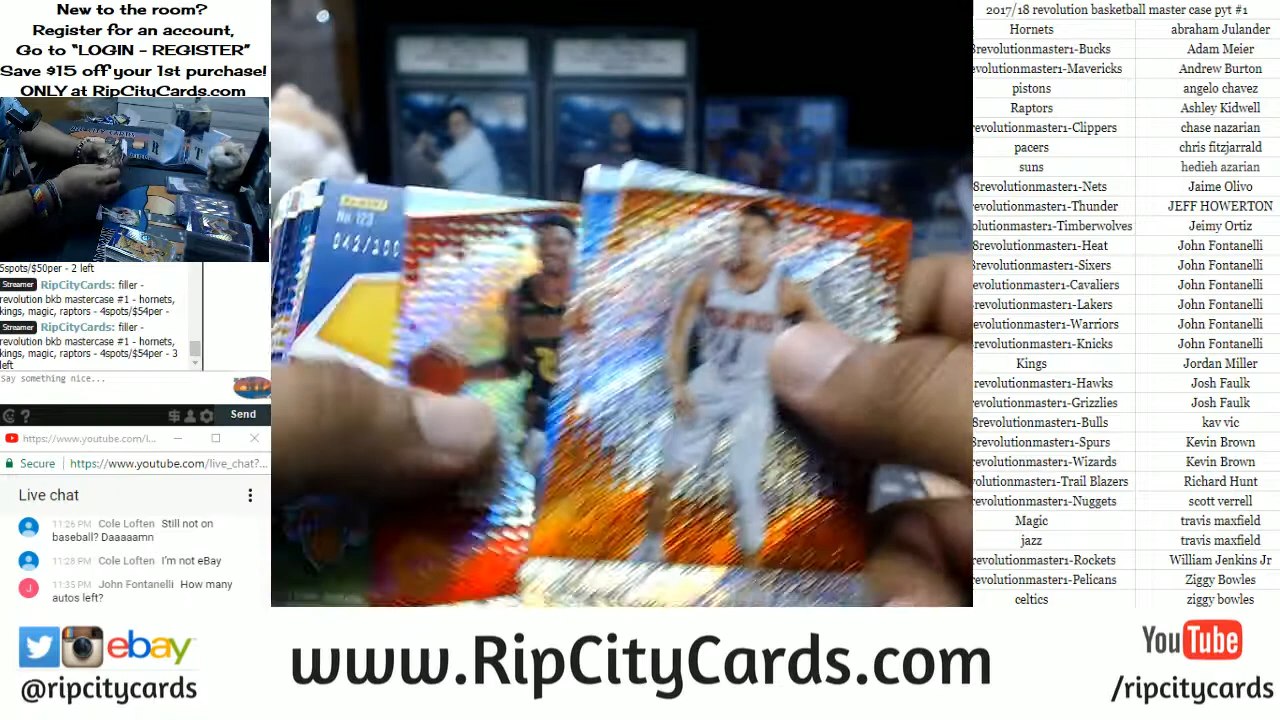 New to the room?
Register for an account,
Go to “LOGIN - REGISTER”
Save $15 off your 1st purchase!
ONLY at RipCityCards.com
5spots/$50per - 2 left
Streamer RipCityCards: filler -
revolution bkb mastercase #1 - hornets,
kings, magic, raptors - 4spots/$54per -
Streamer RipCityCards: filler -
revolution bkb mastercase #1 - hornets,
kings, magic, raptors - 4spots/$54per - 3
left
Say something nice...
Send
https://www.youtube.com/l...
Secure https://www.youtube.com/live_chat?...
Live chat
11:26 PM Cole Loften Still not on
baseball? Daaaaamn
11:28 PM Cole Loften I'm not eBay
J 11:35 PM John Fontanelli How many
autos left?
PANINI
No. 123
042/100
2017/18 revolution basketball master case pyt #1
Hornets abraham Julander
8revolutionmaster1-Bucks Adam Meier
evolutionmaster1-Mavericks Andrew Burton
pistons angelo chavez
Raptors Ashley Kidwell
revolutionmaster1-Clippers chase nazarian
pacers chris fitzjarrald
suns hedieh azarian
8revolutionmaster1-Nets Jaime Olivo
revolutionmaster1-Thunder JEFF HOWERTON
olutionmaster1-Timberwolves Jeimy Ortiz
8revolutionmaster1-Heat John Fontanelli
revolutionmaster1-Sixers John Fontanelli
revolutionmaster1-Cavaliers John Fontanelli
revolutionmaster1-Lakers John Fontanelli
revolutionmaster1-Warriors John Fontanelli
revolutionmaster1-Knicks John Fontanelli
Kings Jordan Miller
revolutionmaster1-Hawks Josh Faulk
revolutionmaster1-Grizzlies Josh Faulk
8revolutionmaster1-Bulls kav vic
revolutionmaster1-Spurs Kevin Brown
revolutionmaster1-Wizards Kevin Brown
volutionmaster1-Trail Blazers Richard Hunt
revolutionmaster1-Nuggets scott verrell
Magic travis maxfield
jazz travis maxfield
revolutionmaster1-Rockets William Jenkins Jr
revolutionmaster1-Pelicans Ziggy Bowles
celtics ziggy bowles
ebay
@ripcitycards
www.RipCityCards.com
YouTube
/ripcitycards